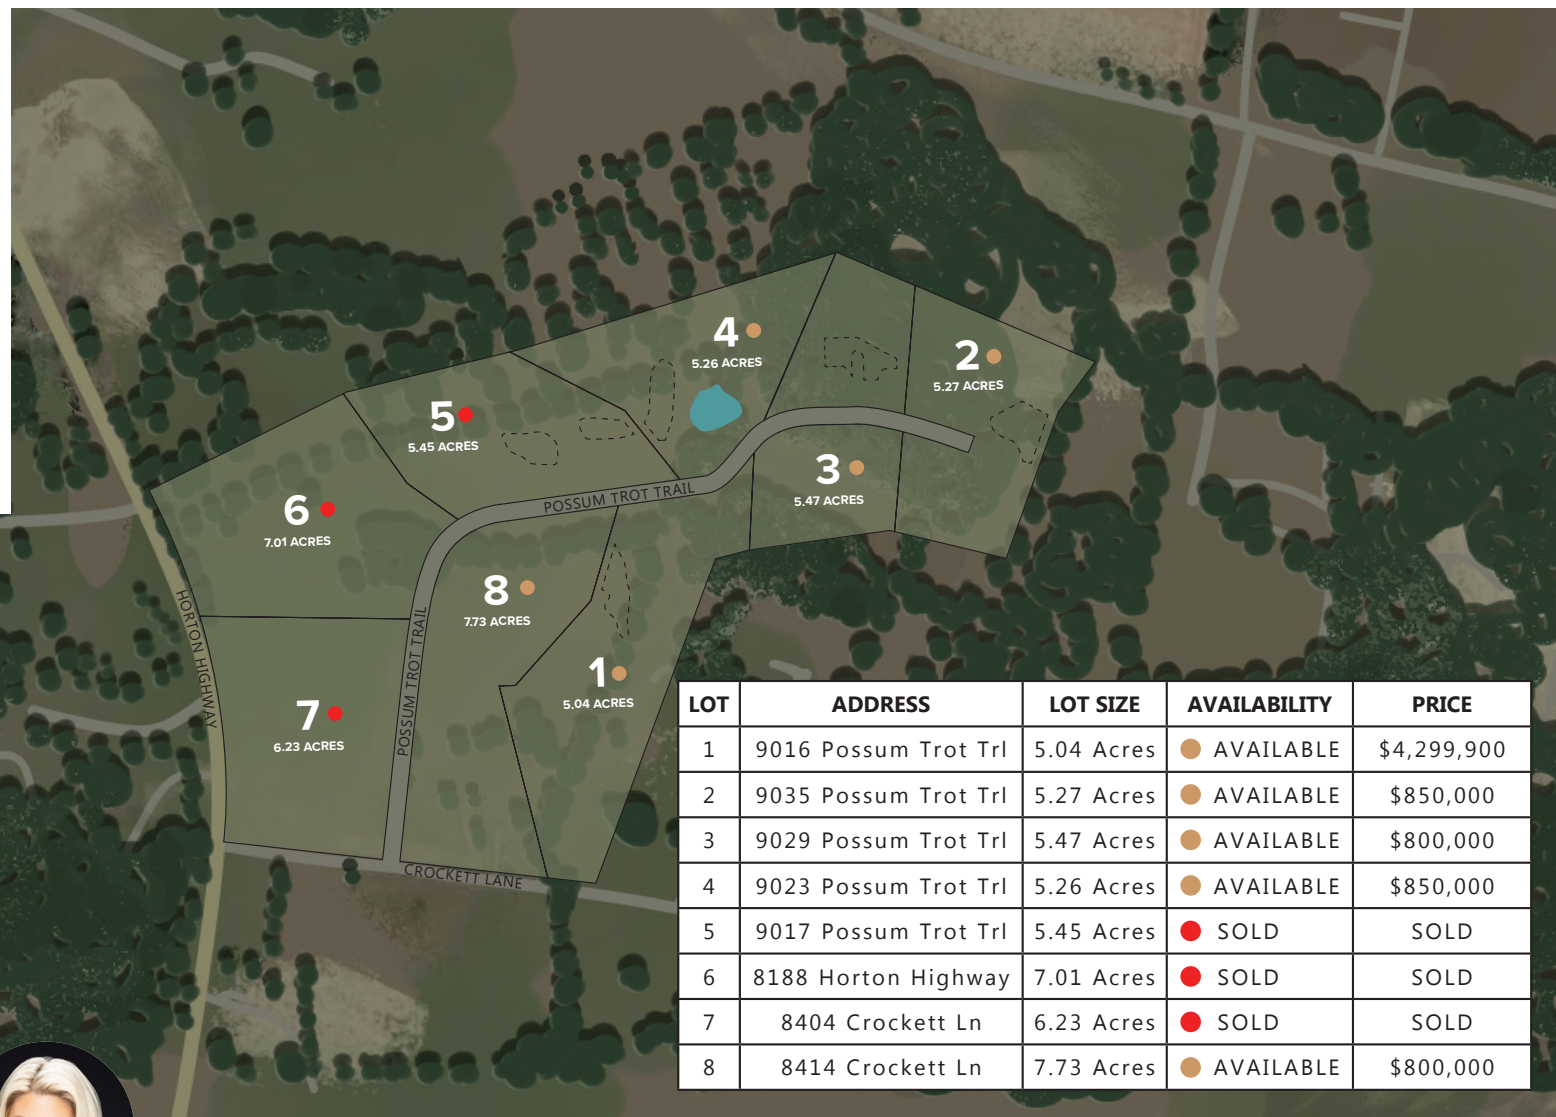 4
5.26 ACRES
2
5.27 ACRES
5
5.45 ACRES
3
5.47 ACRES
6
7.01 ACRES
POSSUM TROT TRAIL
8
7.73 ACRES
HORTON HIGHWAY
POSSUM TROT TRAIL
1
5.04 ACRES
7
6.23 ACRES
CROCKETT LANE
LOT ADDRESS LOT SIZE AVAILABILITY PRICE
1 9016 Possum Trot Trl 5.04 Acres AVAILABLE $4,299,900
2 9035 Possum Trot Trl 5.27 Acres AVAILABLE $850,000
3 9029 Possum Trot Trl 5.47 Acres AVAILABLE $800,000
4 9023 Possum Trot Trl 5.26 Acres AVAILABLE $850,000
5 9017 Possum Trot Trl 5.45 Acres SOLD SOLD
6 8188 Horton Highway 7.01 Acres SOLD SOLD
7 8404 Crockett Ln 6.23 Acres SOLD SOLD
8 8414 Crockett Ln 7.73 Acres AVAILABLE $800,000